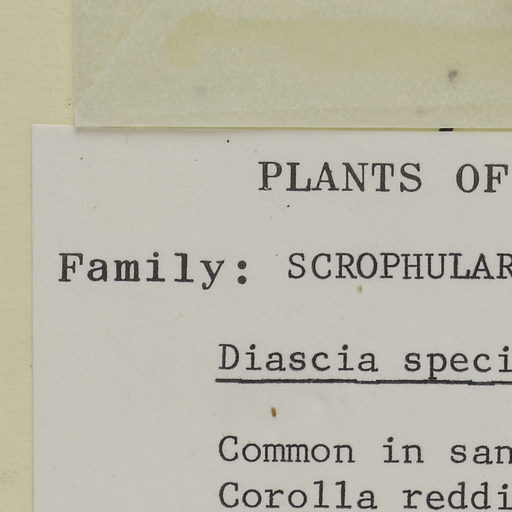 PLANTS OF
Family: SCROPHULAR
Diascia speci
Common in san
Corolla reddi